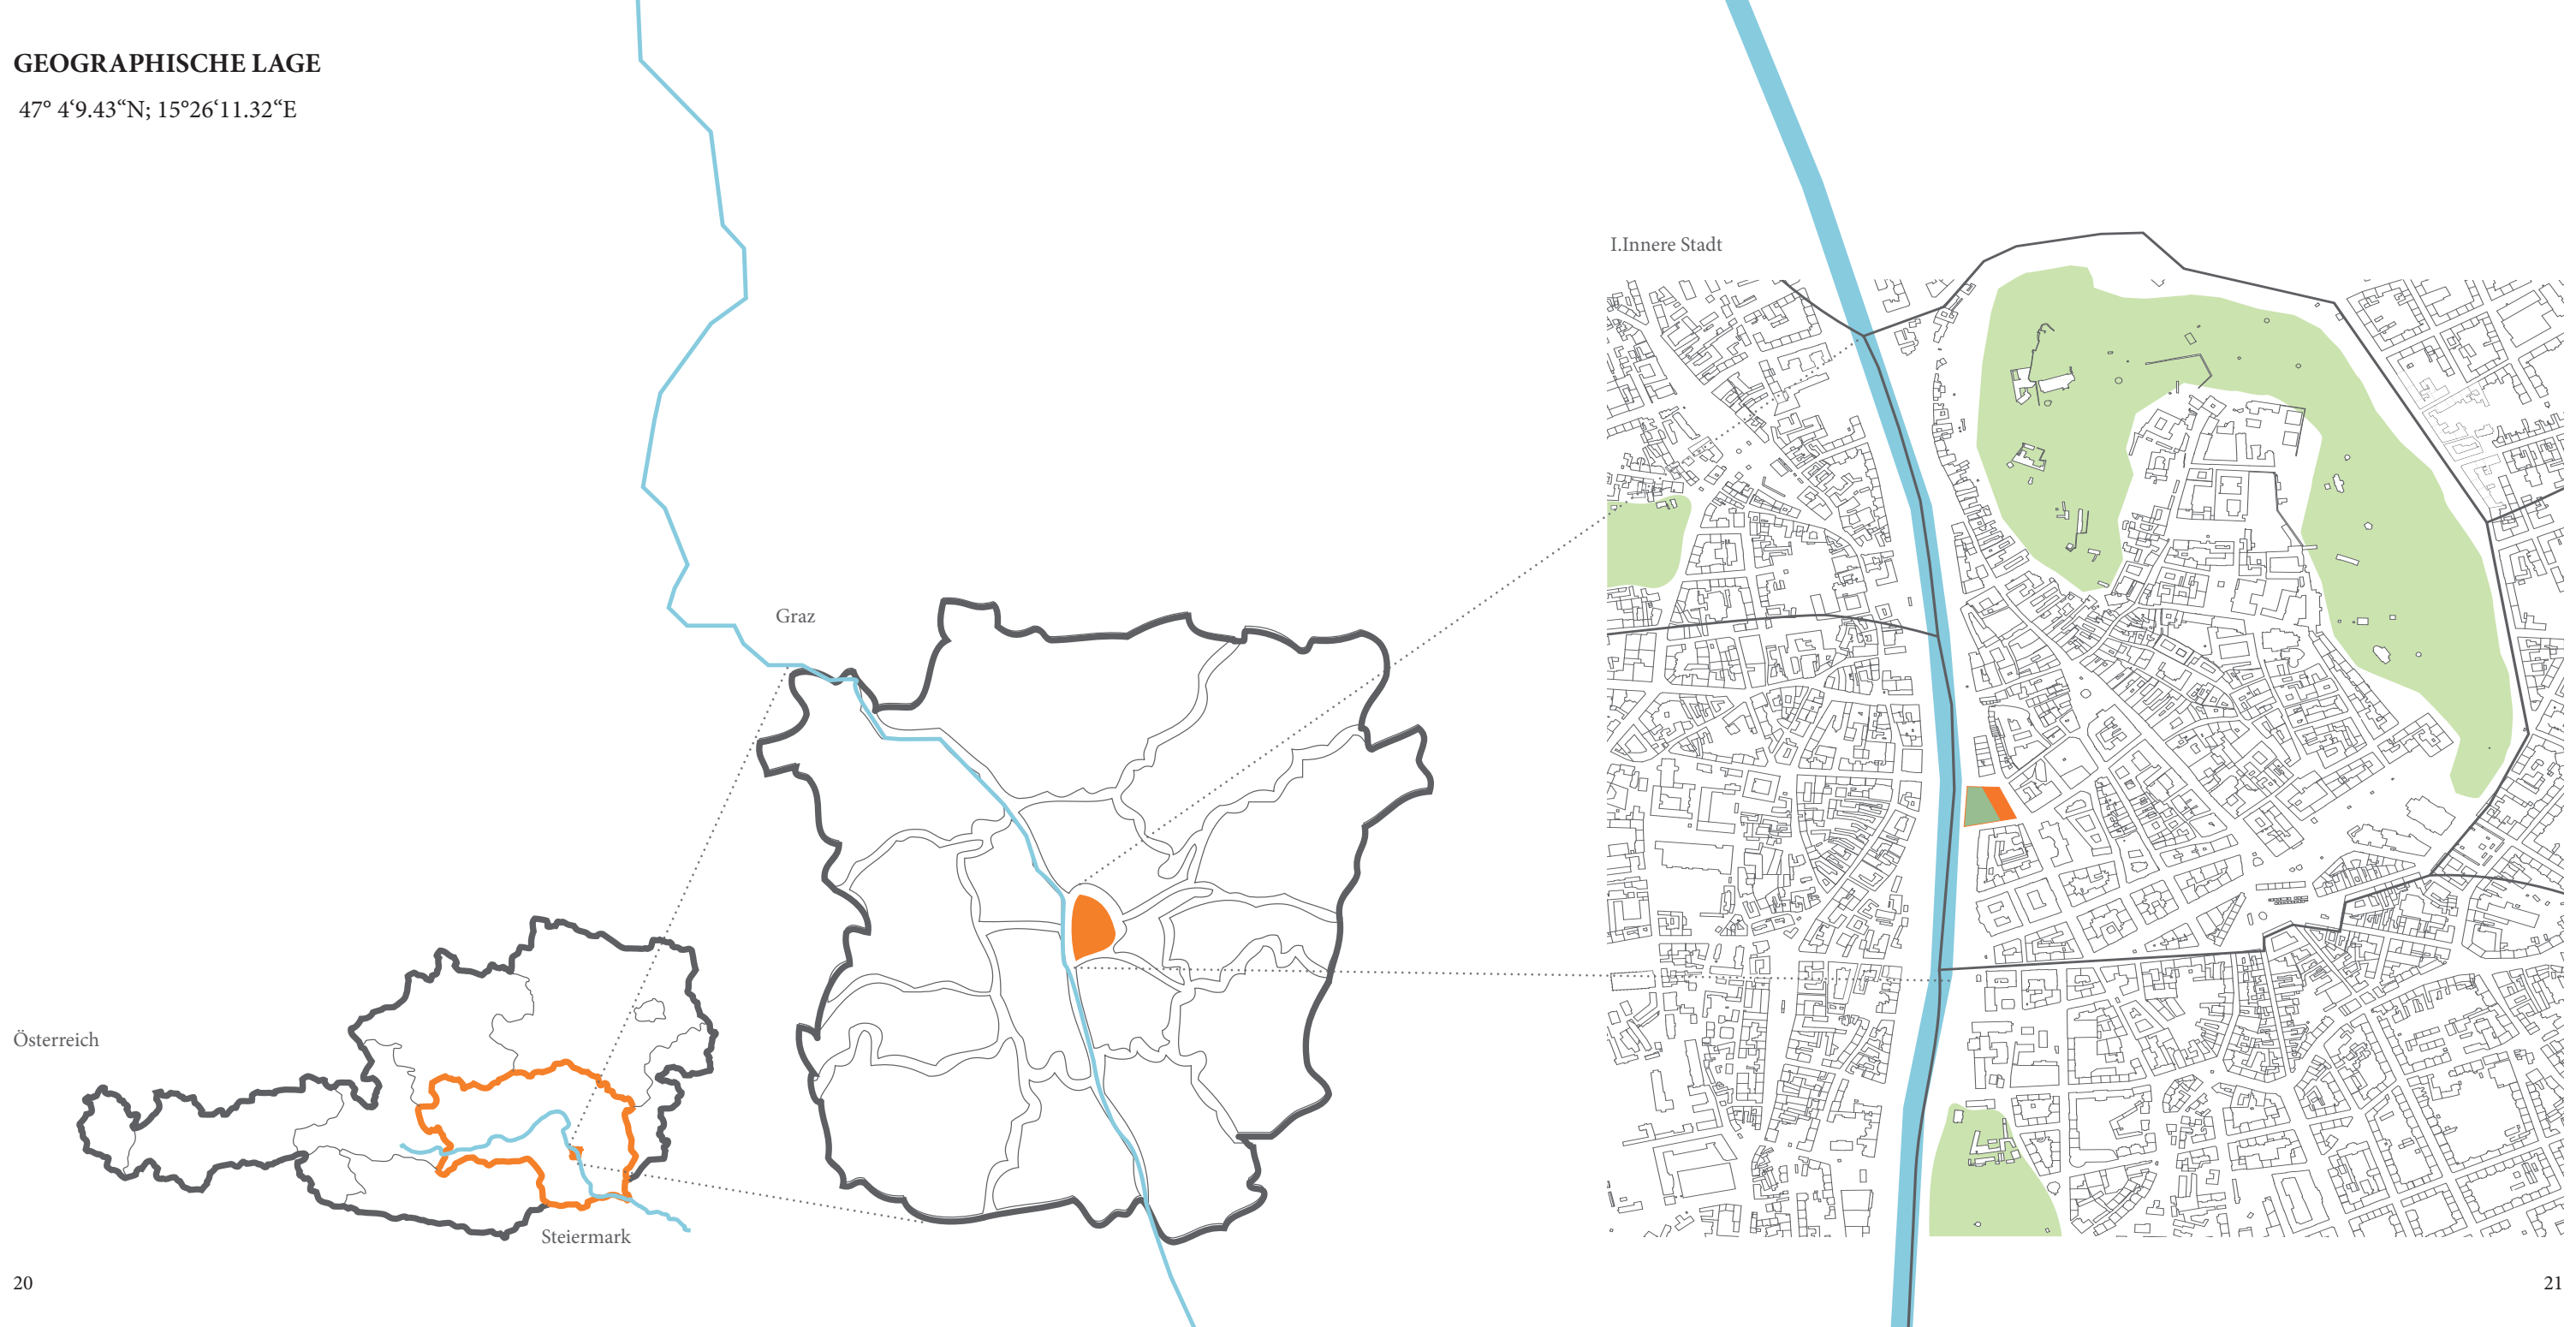 GEOGRAPHISCHE LAGE
47° 4‘9.43“N; 15°26‘11.32“E
I.Innere Stadt
Graz
Österreich
Steiermark
20
21